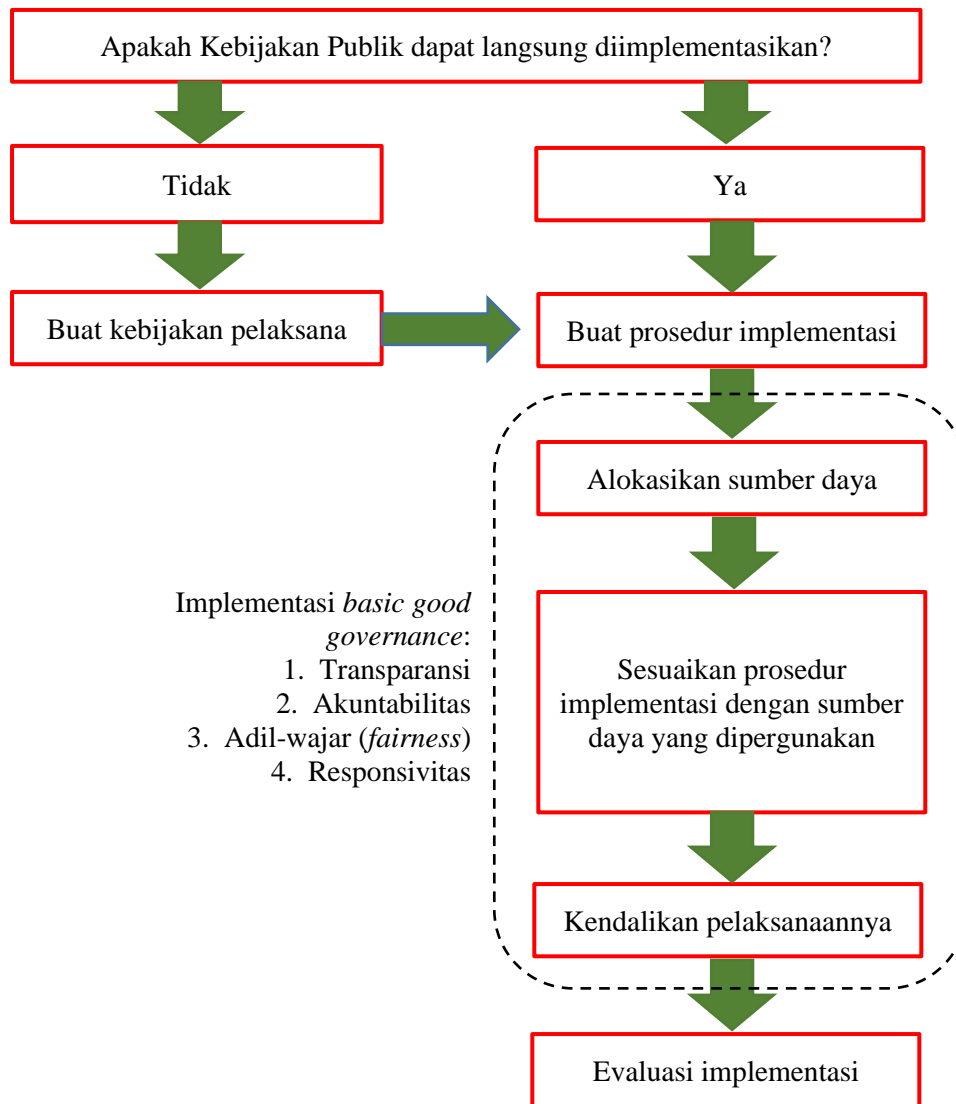 Apakah Kebijakan Publik dapat langsung diimplementasikan?
Tidak
Ya
Buat kebijakan pelaksana
Buat prosedur implementasi
Alokasikan sumber daya
Implementasi basic good
governance:
1. Transparansi
2. Akuntabilitas
3. Adil-wajar (fairness)
4. Responsivitas
Sesuaikan prosedur
implementasi dengan sumber
daya yang dipergunakan
Kendalikan pelaksanaannya
Evaluasi implementasi